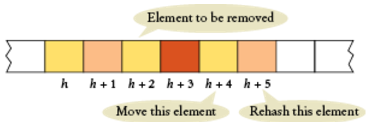 Element to be removed
h h + 1 h + 2 h + 3 h + 4 h + 5
Move this element Rehash this element